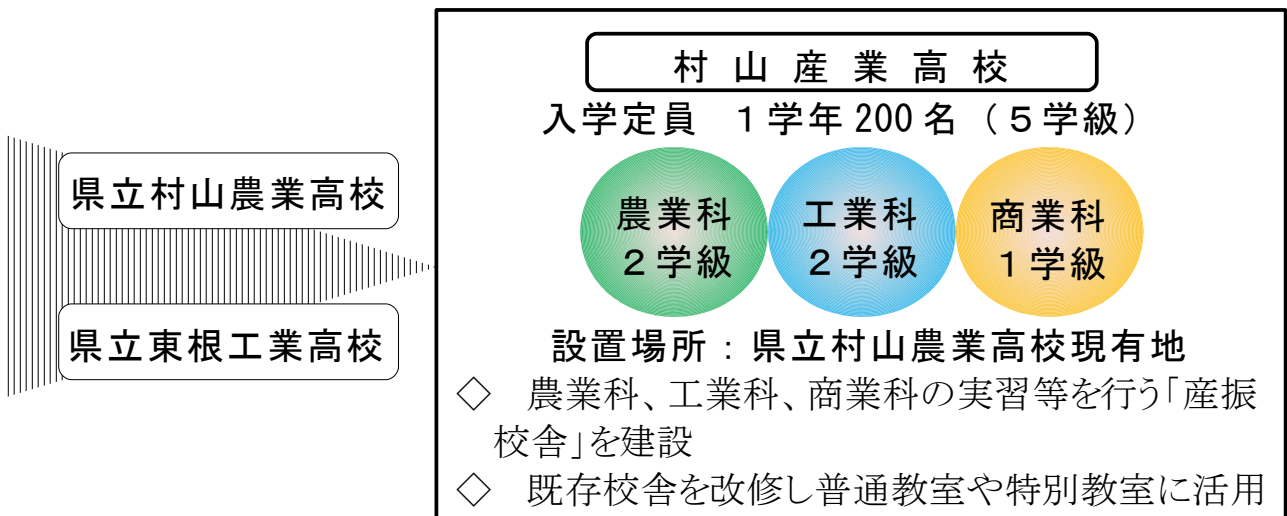 県立村山農業高校
県立東根工業高校
村山産業高校
入学定員　１学年 200 名（５学級）
農業科
２学級
工業科
２学級
商業科
１学級
設置場所：県立村山農業高校現有地
◇　農業科、工業科、商業科の実習等を行う「産振
校舎」を建設
◇　既存校舎を改修し普通教室や特別教室に活用